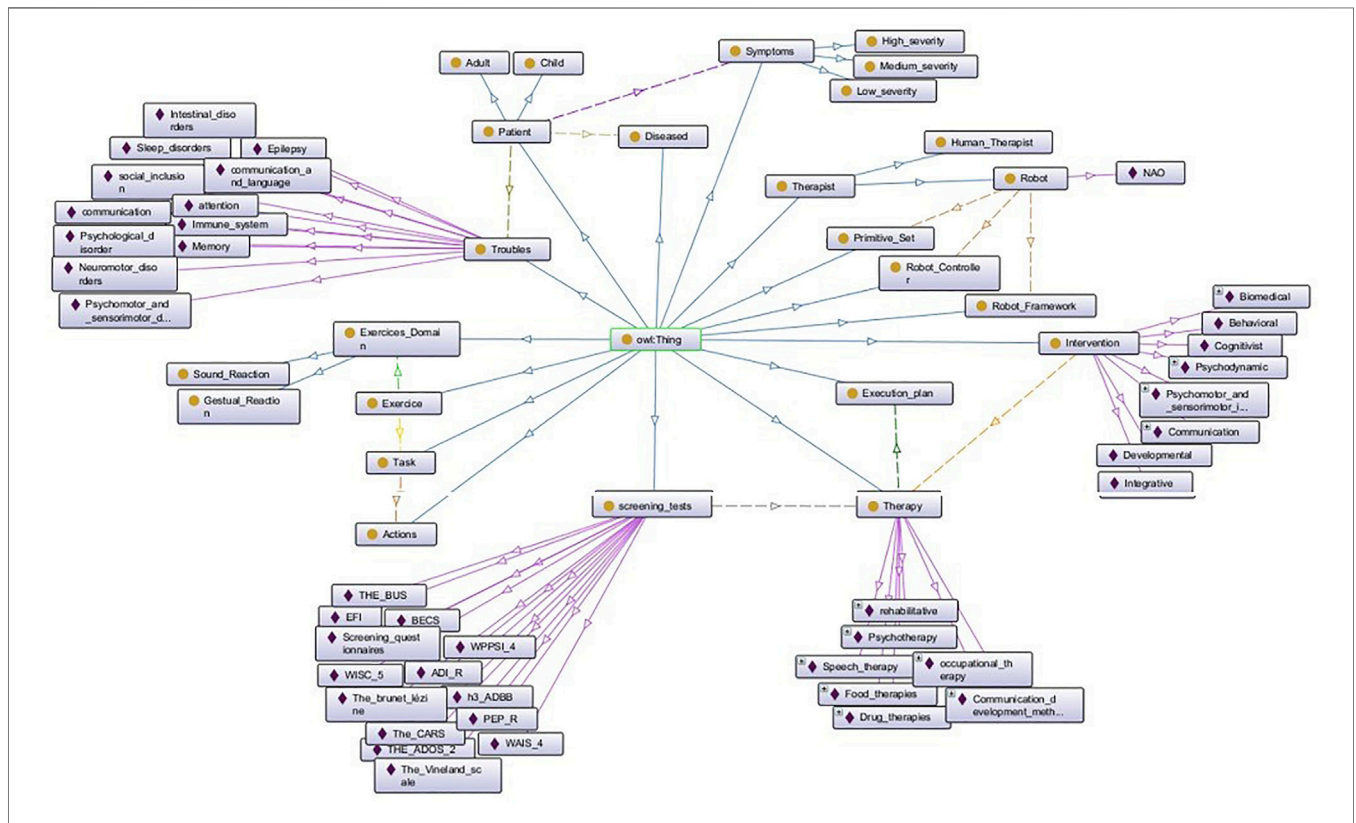 Symptoms
High_severity
Medium_severity
Low_severity
Adult
Child
Patient
Diseased
Intestinal_diso
rders
Sleep_disorders
Epilepsy
social_inclusio
n
communication_a
nd_language
communication
attention
Immune_system
Psychological_d
isorder
Memory
Neuromotor_diso
rders
Psychomotor_and
_sensorimotor_d...
Troubles
Human_Therapist
Therapist
Robot
NAO
Primitive_Set
Robot_Controlle
r
Robot_Framework
owl:Thing
Exercices_Domai
n
Sound_Reaction
Gestual_Reactio
n
Exercice
Task
Actions
Intervention
Biomedical
Behavioral
Cognitivist
Psychodynamic
Psychomotor_and
_sensorimotor_i...
Communication
Developmental
Integrative
Execution_plan
screening_tests
Therapy
THE_BUS
EFI
BECS
Screening_quest
ionnaires
WPPSI_4
WISC_5
ADI_R
The_brunet_lézi
ne
h3_ADBB
PEP_R
The_CARS
WAIS_4
THE_ADOS_2
The_Vineland_sc
ale
rehabilitative
Psychotherapy
Speech_therapy
occupational_th
erapy
Food_therapies
Communication_d
evelopment_meth...
Drug_therapies